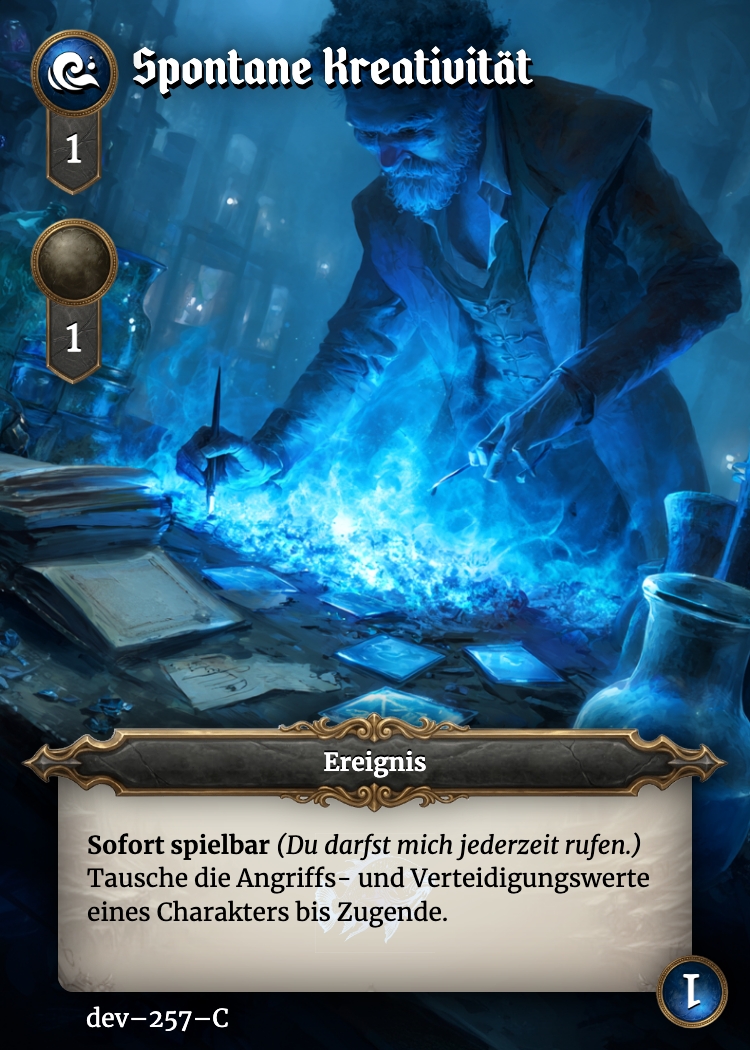 Spontane Kreativität
1
1
Ereignis
Sofort spielbar (Du darfst mich jederzeit rufen.)
Tausche die Angriffs- und Verteidigungswerte
eines Charakters bis Zugende.
1
dev–257–C